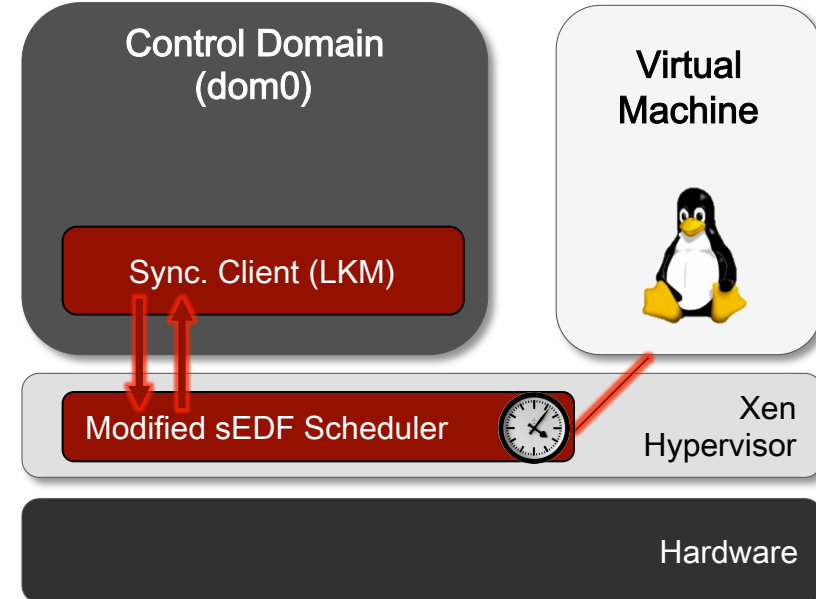 Control Domain
(dom0)
Virtual
Machine
Sync. Client (LKM)
Modified sEDF Scheduler
Xen
Hypervisor
Hardware